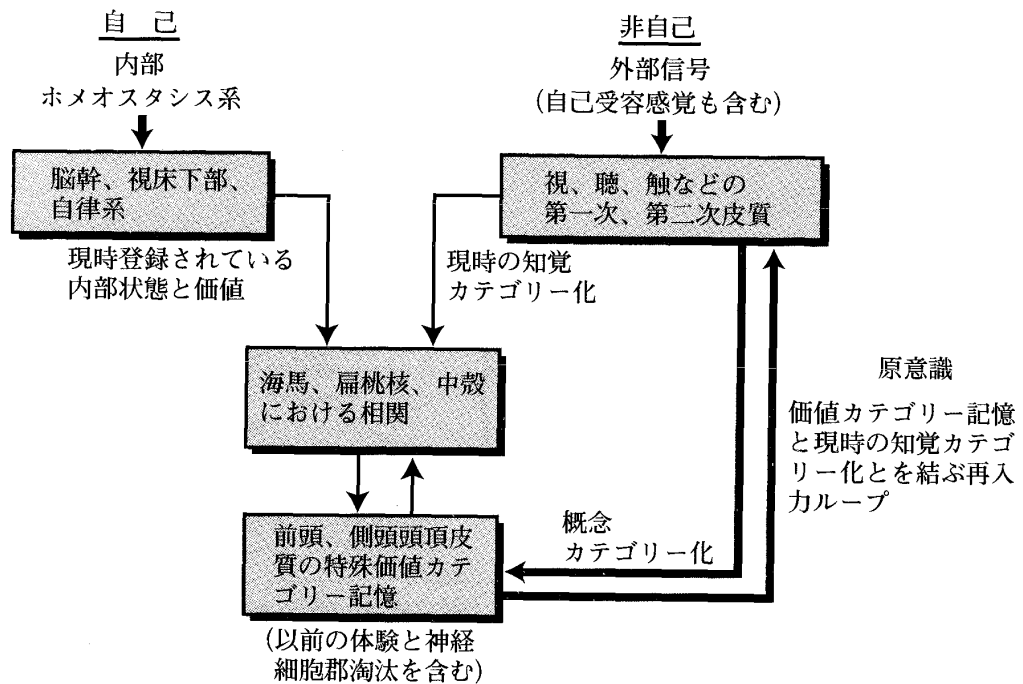 自 己
内部
ホメオスタシス系
脳幹、視床下部、
自律系
現時登録されている
内部状態と価値
非自己
外部信号
(自己受容感覚も含む)
視、聴、触などの
第一次、第二次皮質
現時の知覚
カテゴリー化
海馬、扁桃核、中殻
における相関
原意識
価値カテゴリー記憶
と現時の知覚カテゴ
リー化とを結ぶ再入
力ループ
概念
カテゴリー化
前頭、側頭頭頂皮
質の特殊価値カテ
ゴリー記憶
(以前の体験と神経
細胞郡淘汰を含む)